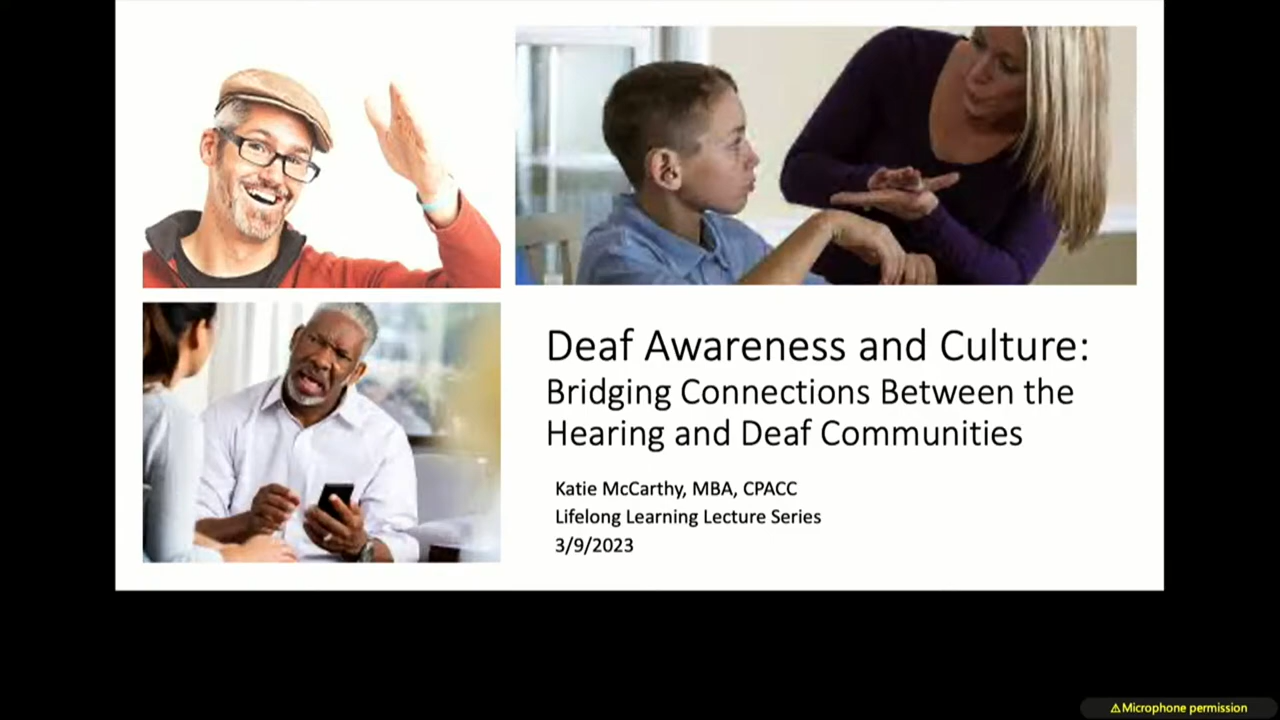 Deaf Awareness and Culture:
Bridging Connections Between the
Hearing and Deaf Communities
Katie McCarthy, MBA, CPACC
Lifelong Learning Lecture Series
3/9/2023
⚠Microphone permission